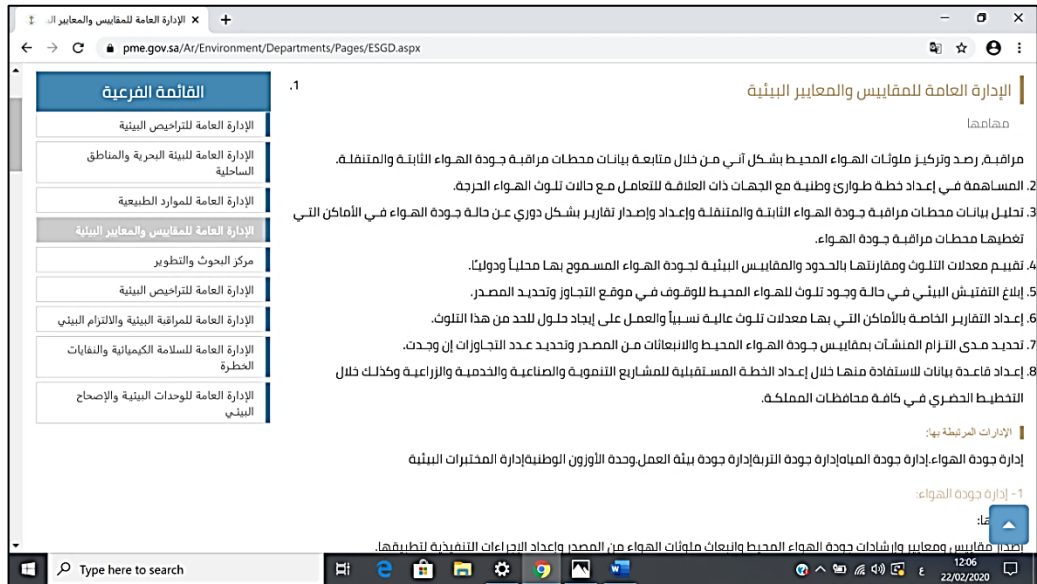 الإدارة العامة للمقاييس والمعايير الـ
pme.gov.sa/Ar/Environment/Departments/Pages/ESGD.aspx
الإدارة العامة للمقاييس والمعايير البيئية
مهامها
1.
مراقبة، رصد وتركيز ملوثات الهواء المحيط بشكل آني من خلال متابعة بيانات محطات مراقبة جودة الهواء الثابتة والمتنقلة.
2. المساهمة في إعداد خطة طوارئ وطنية مع الجهات ذات العلاقة للتعامل مع حالات تلوث الهواء الحرجة.
3. تحليل بيانات محطات مراقبة جودة الهواء الثابتة والمتنقلة وإعداد وإصدار تقارير بشكل دوري عن حالة جودة الهواء في الأماكن التي
تغطيها محطات مراقبة جودة الهواء.
4. تقييم معدلات التلوث ومقارنتها بالحدود والمقاييس البيئية لجودة الهواء المسموح بها محلياً ودولياً.
5. إبلاغ التفتيش البيئي في حالة وجود تلوث للهواء المحيط للوقوف في موقع التجاوز وتحديد المصدر.
6. إعداد التقارير الخاصة بالأماكن التي بها معدلات تلوث عالية نسبياً والعمل على إيجاد حلول للحد من هذا التلوث.
7. تحديد مدى التزام المنشآت بمقاييس جودة الهواء المحيط والانبعاثات من المصدر وتحديد عدد التجاوزات إن وجدت.
8. إعداد قاعدة بيانات للاستفادة منها خلال إعداد الخطة المستقبلية للمشاريع التنموية والصناعية والخدمية والزراعية وكذلك خلال
التخطيط الحضري في كافة محافظات المملكة.
الإدارات المرتبطة بها:
إدارة جودة الهواء.إدارة جودة المياهإدارة جودة التربةإدارة جودة بيئة العمل.وحدة الأوزون الوطنيةإدارة المختبرات البيئية
1- إدارة جودة الهواء:
إصدار مقاييس ومعايير وإرشادات جودة الهواء المحيط وانبعاث ملوثات الهواء من المصدر وإعداد الإجراءات التنفيذية لتطبيقها.
القائمة الفرعية
الإدارة العامة للتراخيص البيئية
الإدارة العامة للبيئة البحرية والمناطق
الساحلية
الإدارة العامة للموارد الطبيعية
الإدارة العامة للمقاييس والمعايير البيئية
مركز البحوث والتطوير
الإدارة العامة للتراخيص البيئية
الإدارة العامة للمراقبة البيئية والالتزام البيئي
الإدارة العامة للسلامة الكيميائية والنفايات
الخطرة
الإدارة العامة للوحدات البيئية والإصحاح
البيئي
Type here to search
ع
12:06
22/02/2020